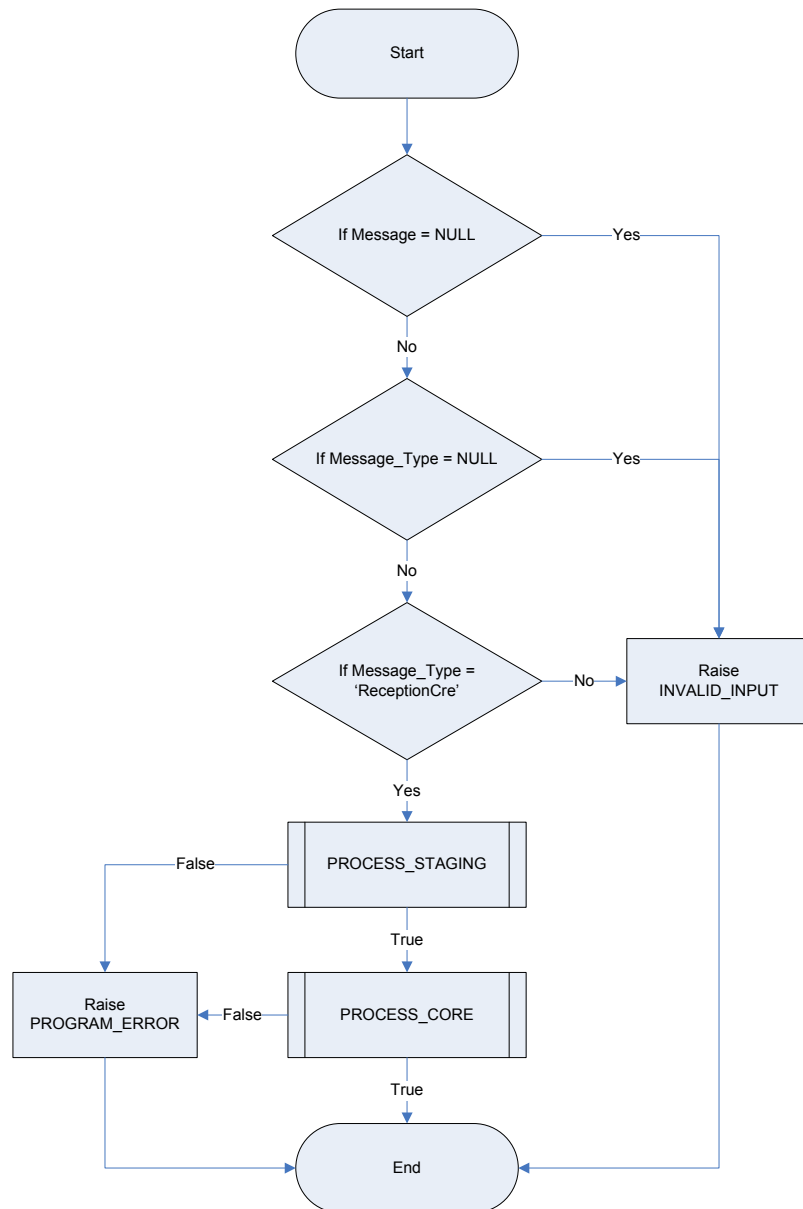 Start
If Message = NULL
Yes
No
If Message_Type = NULL
Yes
No
If Message_Type =
‘ReceptionCre’
No
Raise
INVALID_INPUT
Yes
False
PROCESS_STAGING
True
Raise
PROGRAM_ERROR
False
PROCESS_CORE
True
End